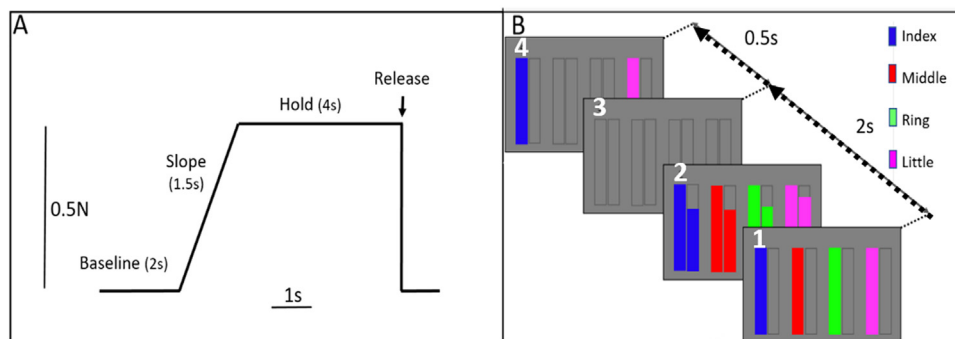 A
Release
Hold (4s)
Slope
(1.5s)
0.5N
Baseline (2s)
1s
B
4
0.5s
3
2s
2
1
Index
Middle
Ring
Little